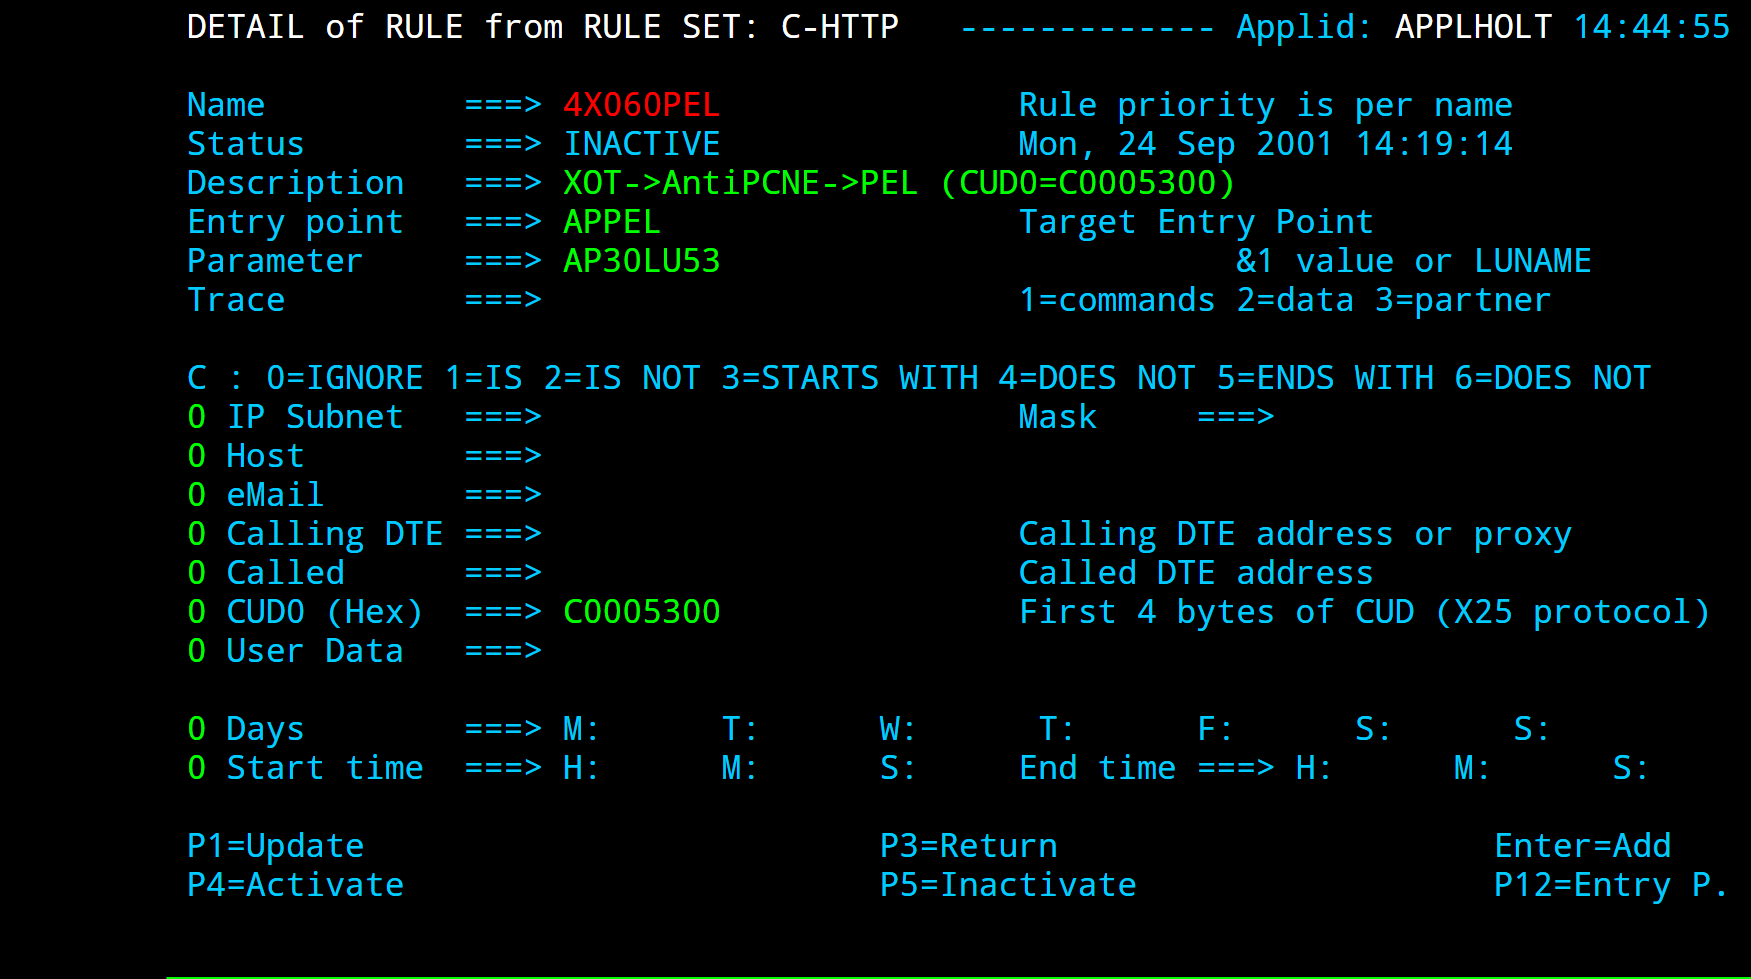 DETAIL of RULE from RULE SET: C-HTTP   ------------- Applid: APPLHOLT 14:44:55
Name          ===> 4X060PEL               Rule priority is per name
Status        ===> INACTIVE               Mon, 24 Sep 2001 14:19:14
Description   ===> XOT->AntiPCNE->PEL (CUD0=C0005300)
Entry point   ===> APPEL                  Target Entry Point
Parameter     ===> AP30LU53                          &1 value or LUNAME
Trace         ===>                        1=commands 2=data 3=partner
C : 0=IGNORE 1=IS 2=IS NOT 3=STARTS WITH 4=DOES NOT 5=ENDS WITH 6=DOES NOT
0 IP Subnet   ===>                        Mask     ===>
0 Host        ===>
0 eMail       ===>
0 Calling DTE ===>                        Calling DTE address or proxy
0 Called      ===>                        Called DTE address
0 CUD0 (Hex)  ===> C0005300               First 4 bytes of CUD (X25 protocol)
0 User Data   ===>
0 Days        ===> M:      T:      W:      T:      F:      S:      S:
0 Start time  ===> H:      M:      S:     End time ===> H:      M:      S:
P1=Update                          P3=Return                      Enter=Add
P4=Activate                        P5=Inactivate                  P12=Entry P.